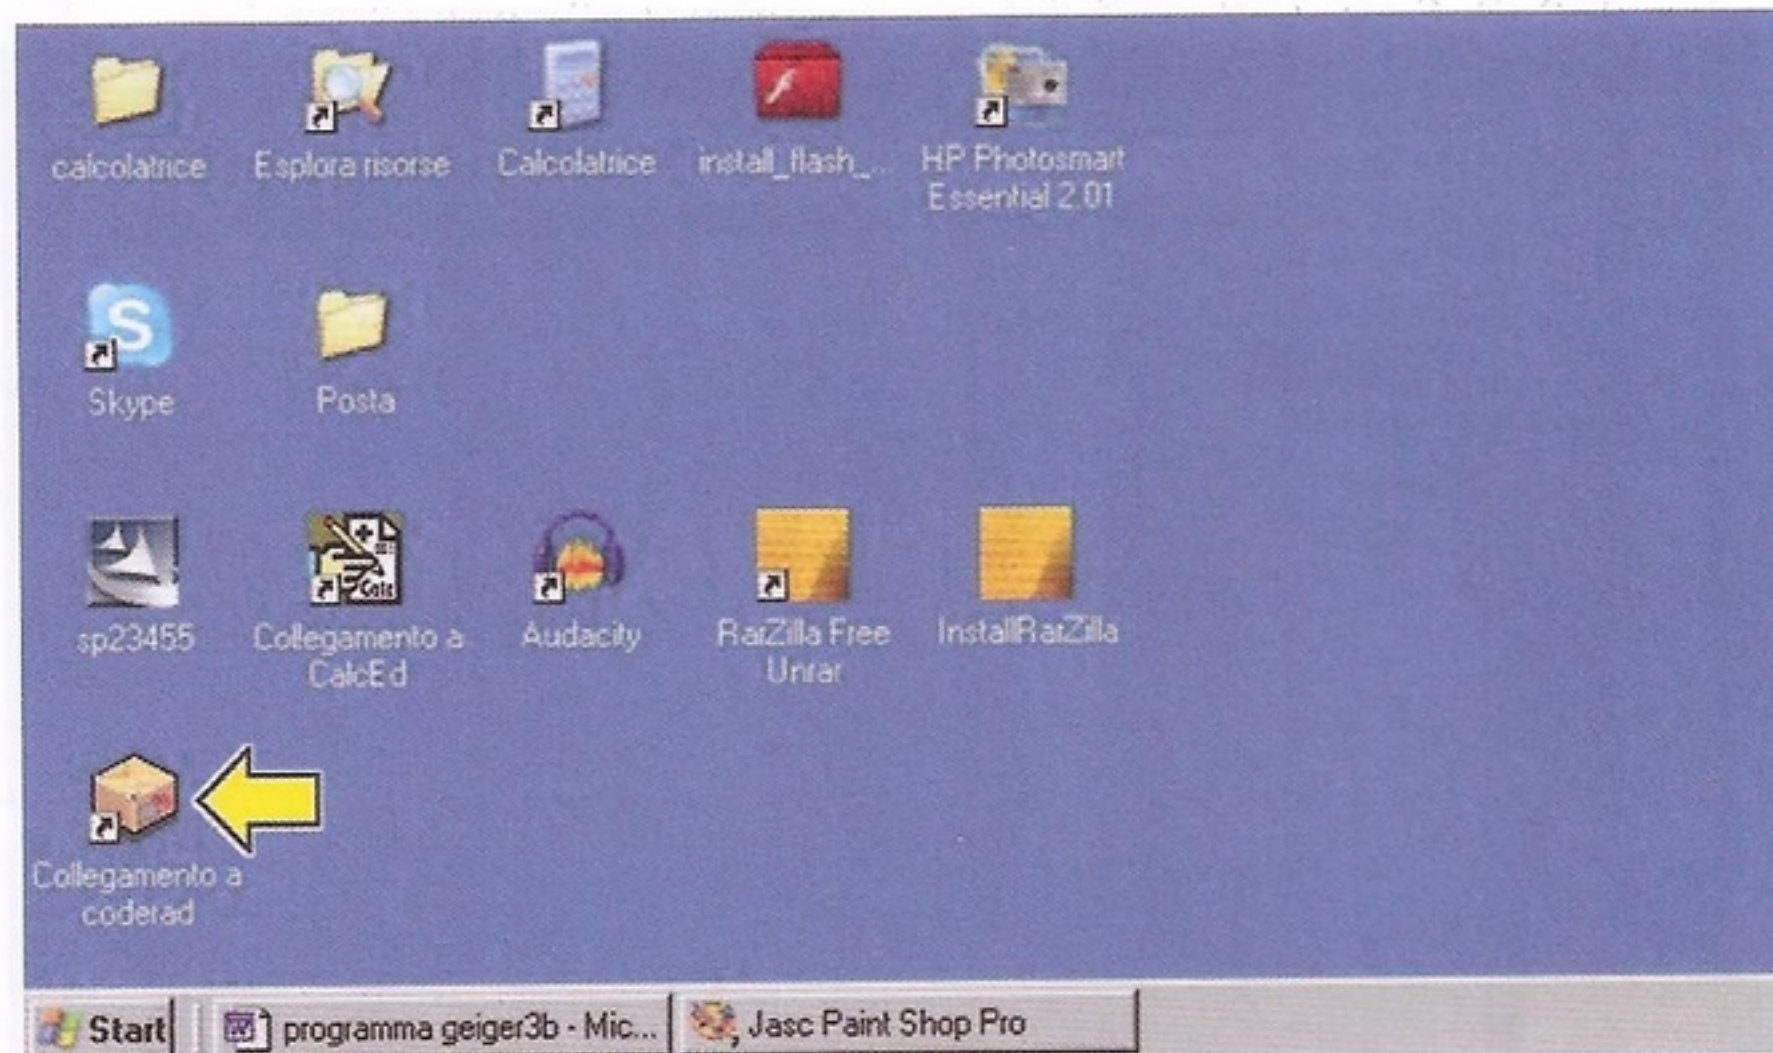 calcolatrice
Esplora risorse
Calcolatrice
install_flash_...
HP Photosmart
Essential 2.01
Skype
Posta
sp23455
Collegamento a
CalcEd
Audacity
RarZilla Free
Unrar
InstallRarZilla
Collegamento a
coderad
Start
programma geiger3b - Mic...
Jasc Paint Shop Pro